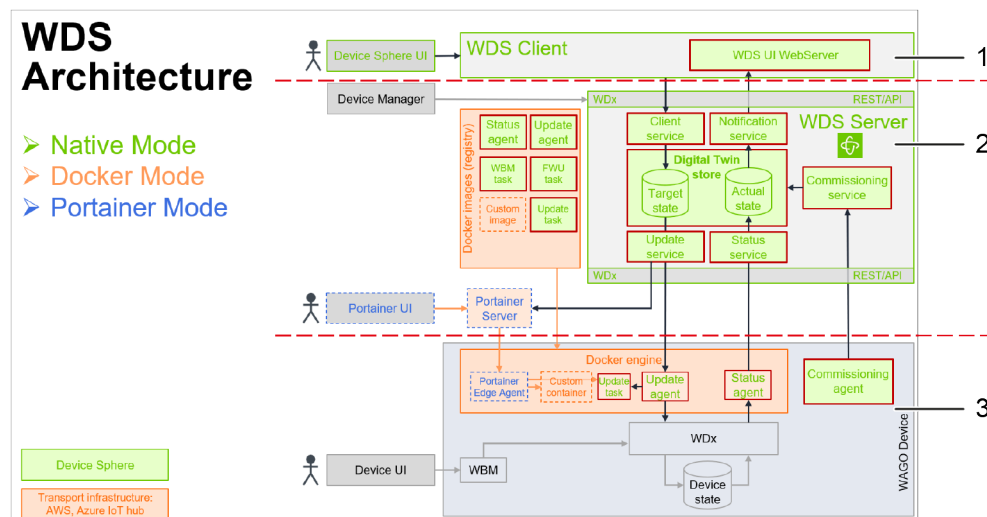 WDS
Architecture
➢ Native Mode
➢ Docker Mode
➢ Portainer Mode
Device Sphere UI
WDS Client
WDS UI WebServer
1
Device Manager
WDx
REST/API
Docker images (registry)
Status
agent
Update
agent
WBM
task
FWU
task
Custom
image
Update
task
Client
service
Notification
service
WDS Server
2
Digital Twin
store
Target
state
Actual
state
Commissioning
service
Update
service
Status
service
WDx
REST/API
Portainer UI
Portainer
Server
Docker engine
Portainer
Edge Agent
Custom
container
Update
task
Update
agent
Status
agent
Commissioning
agent
3
WAGO Device
Device UI
WBM
WDx
Device
state
Device Sphere
Transport infrastructure:
AWS, Azure IoT hub